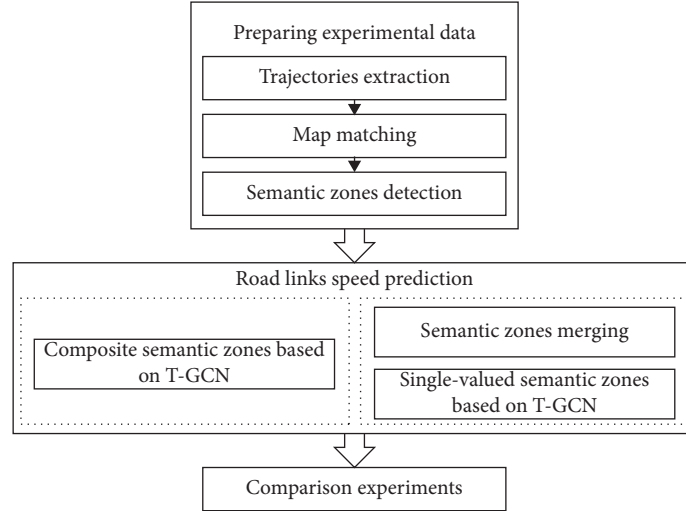 Preparing experimental data
Trajectories extraction
Map matching
Semantic zones detection
Road links speed prediction
Composite semantic zones based
on T-GCN
Semantic zones merging
Single-valued semantic zones
based on T-GCN
Comparison experiments